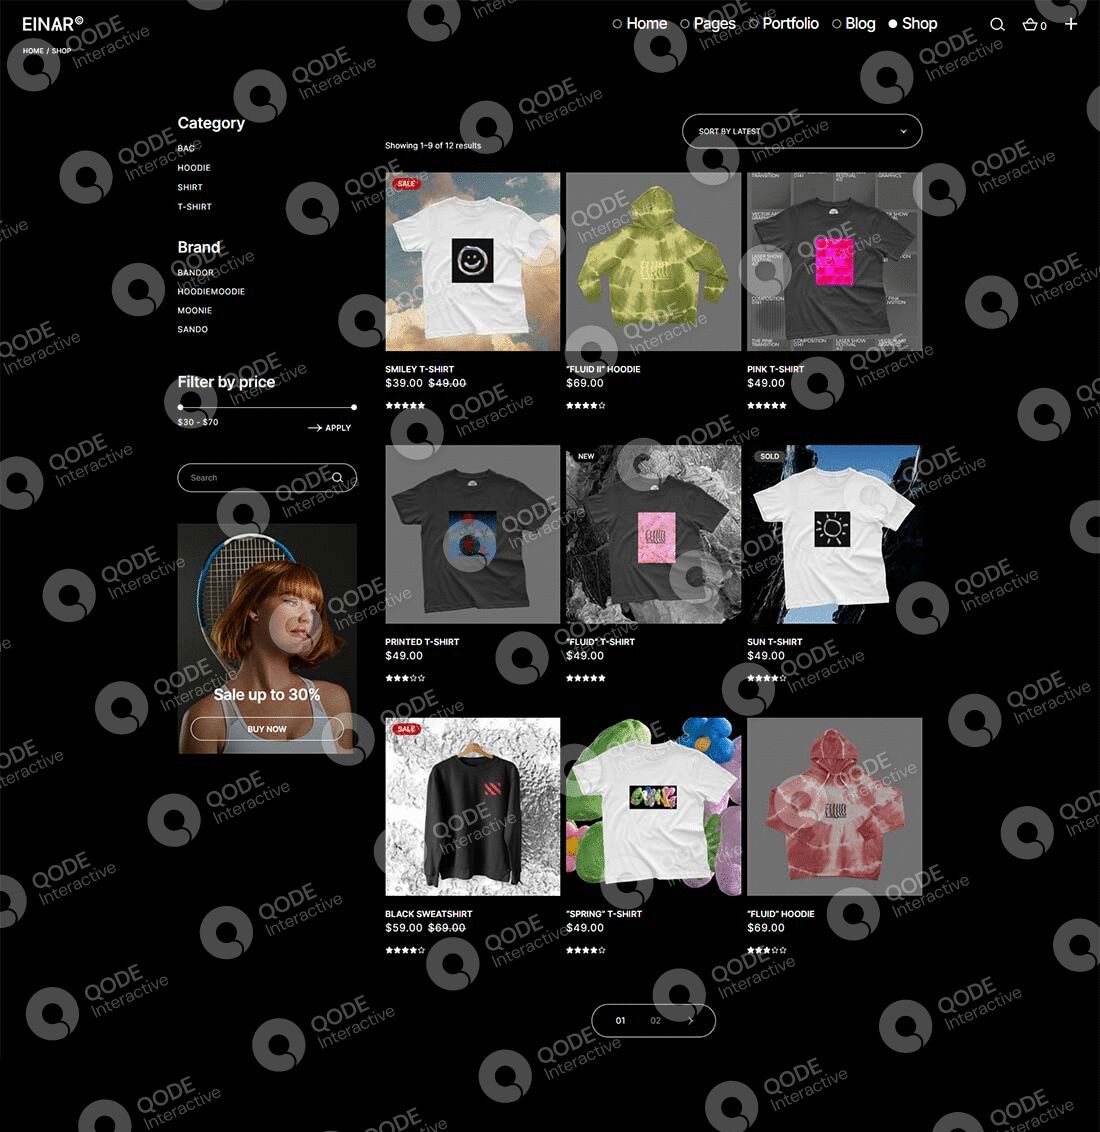 EINAR©
Home
Pages
Portfolio
Blog
Shop
0
HOME / SHOP
Category
BAG
HOODIE
SHIRT
T-SHIRT
Brand
BANDOR
HOODIEMOODIE
MOONIE
SANDO
Filter by price
$30 - $70
APPLY
Search
Sale up to 30%
BUY NOW
Showing 1–9 of 12 results
SORT BY LATEST
SALE
SMILEY T-SHIRT
$39.00 $49.00
"FLUID II" HOODIE
$69.00
PINK T-SHIRT
$49.00
PRINTED T-SHIRT
$49.00
NEW
"FLUID" T-SHIRT
$49.00
SOLD
SUN T-SHIRT
$49.00
SALE
BLACK SWEATSHIRT
$59.00 $69.00
"SPRING" T-SHIRT
$49.00
"FLUID" HOODIE
$69.00
01 02
QODE
Interactive